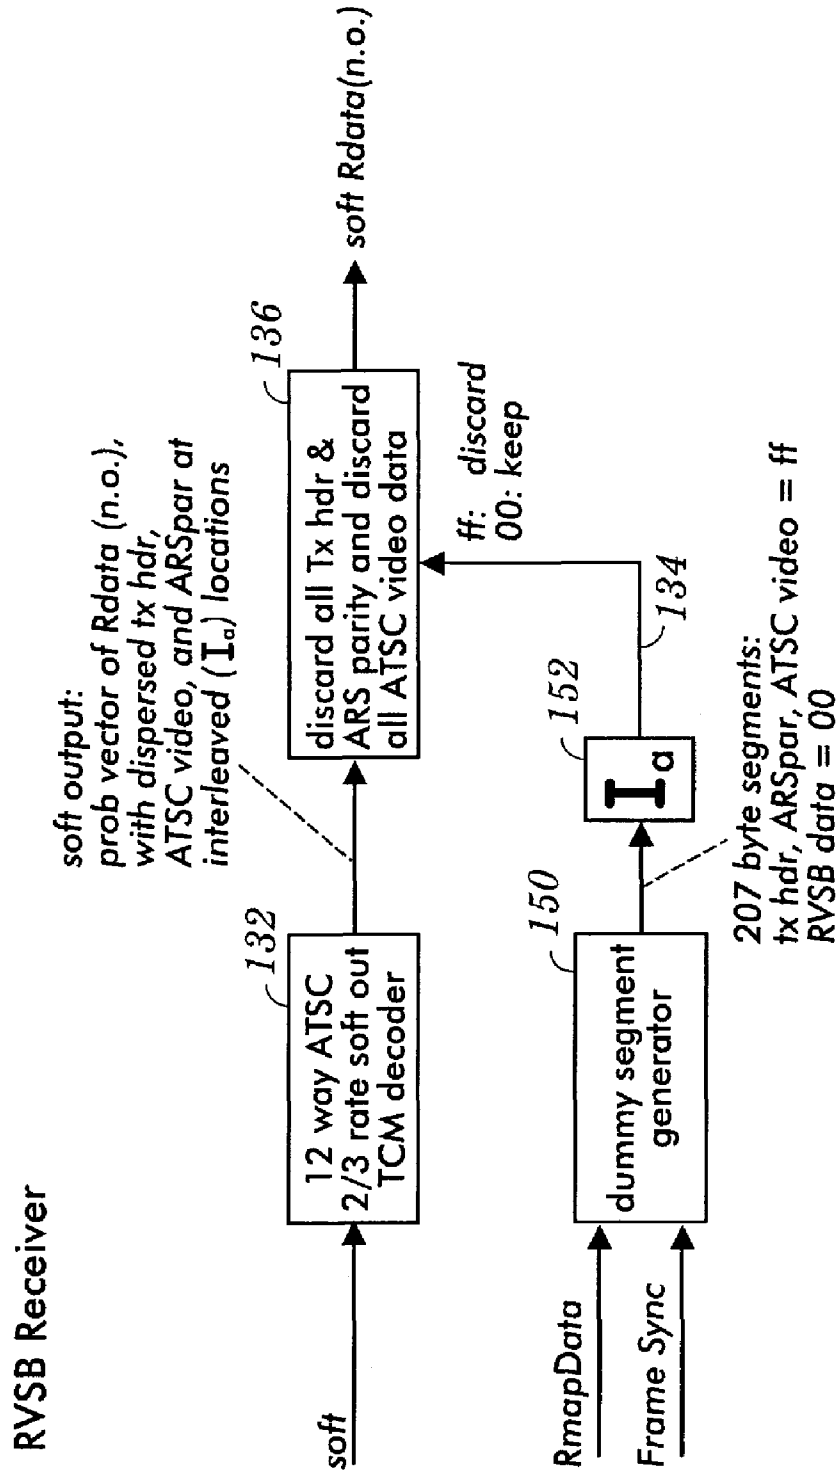 RVSB Receiver
soft
12 way ATSC
2/3 rate soft out
TCM decoder
132
soft output:
prob vector of Rdata (n.o.),
with dispersed tx hdr,
ATSC video, and ARSpar at
interleaved (Ia) locations
discard all Tx hdr &
ARS parity and discard
all ATSC video data
136
soft Rdata(n.o.)
ff: discard
00: keep
RmapData
Frame Sync
dummy segment
generator
150
Ia
152
134
207 byte segments:
tx hdr, ARSpar, ATSC video = ff
RVSB data = 00